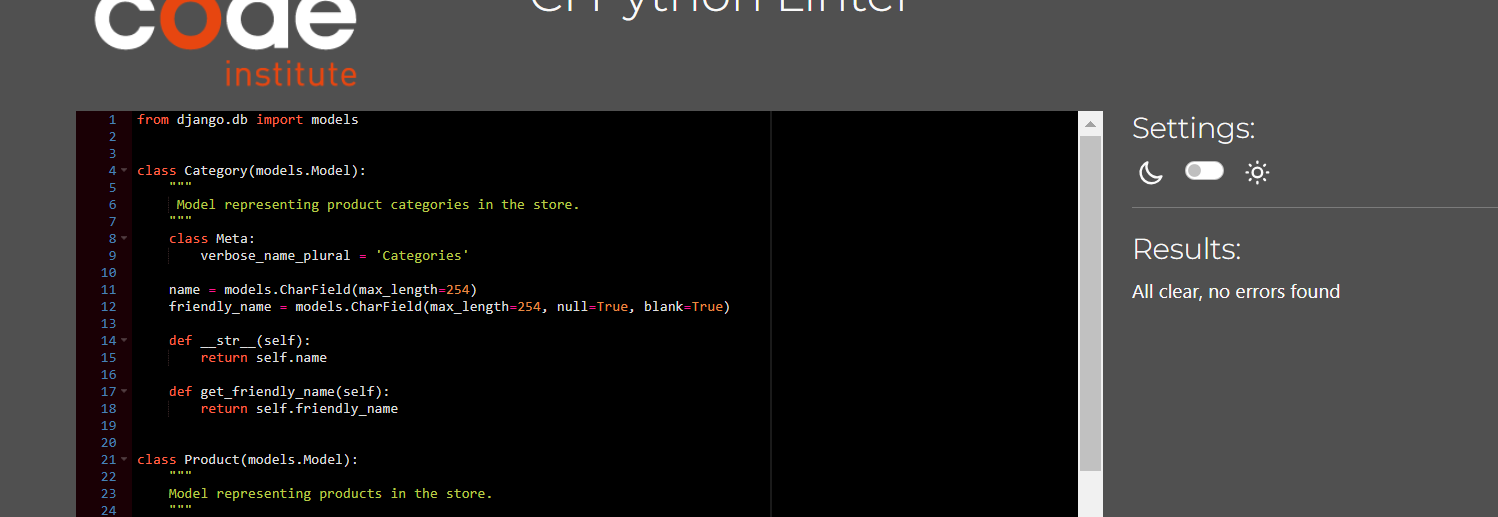 code
institute
CI Python Linter
1 from django.db import models
2
3
4 class Category(models.Model):
5     """
6      Model representing product categories in the store.
7     """
8     class Meta:
9         verbose_name_plural = 'Categories'
10
11     name = models.CharField(max_length=254)
12     friendly_name = models.CharField(max_length=254, null=True, blank=True)
13
14     def __str__(self):
15         return self.name
16
17     def get_friendly_name(self):
18         return self.friendly_name
19
20
21 class Product(models.Model):
22     """
23     Model representing products in the store.
24     """
Settings:
Results:
All clear, no errors found